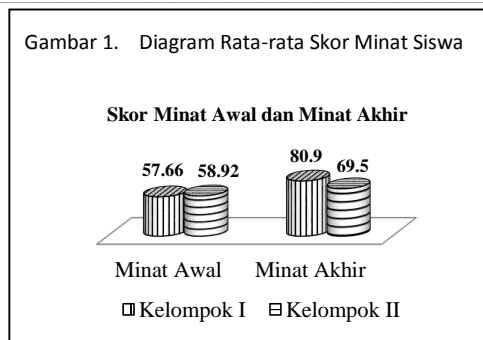 Gambar 1. Diagram Rata-rata Skor Minat Siswa
Skor Minat Awal dan Minat Akhir
57.66 58.92 80.9 69.5
Minat Awal Minat Akhir
Kelompok I Kelompok II